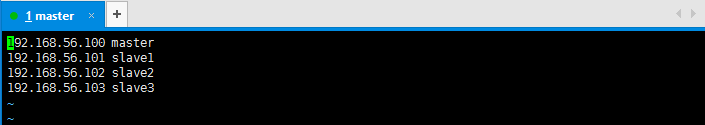 1 master × +
192.168.56.100 master
192.168.56.101 slave1
192.168.56.102 slave2
192.168.56.103 slave3
~
~